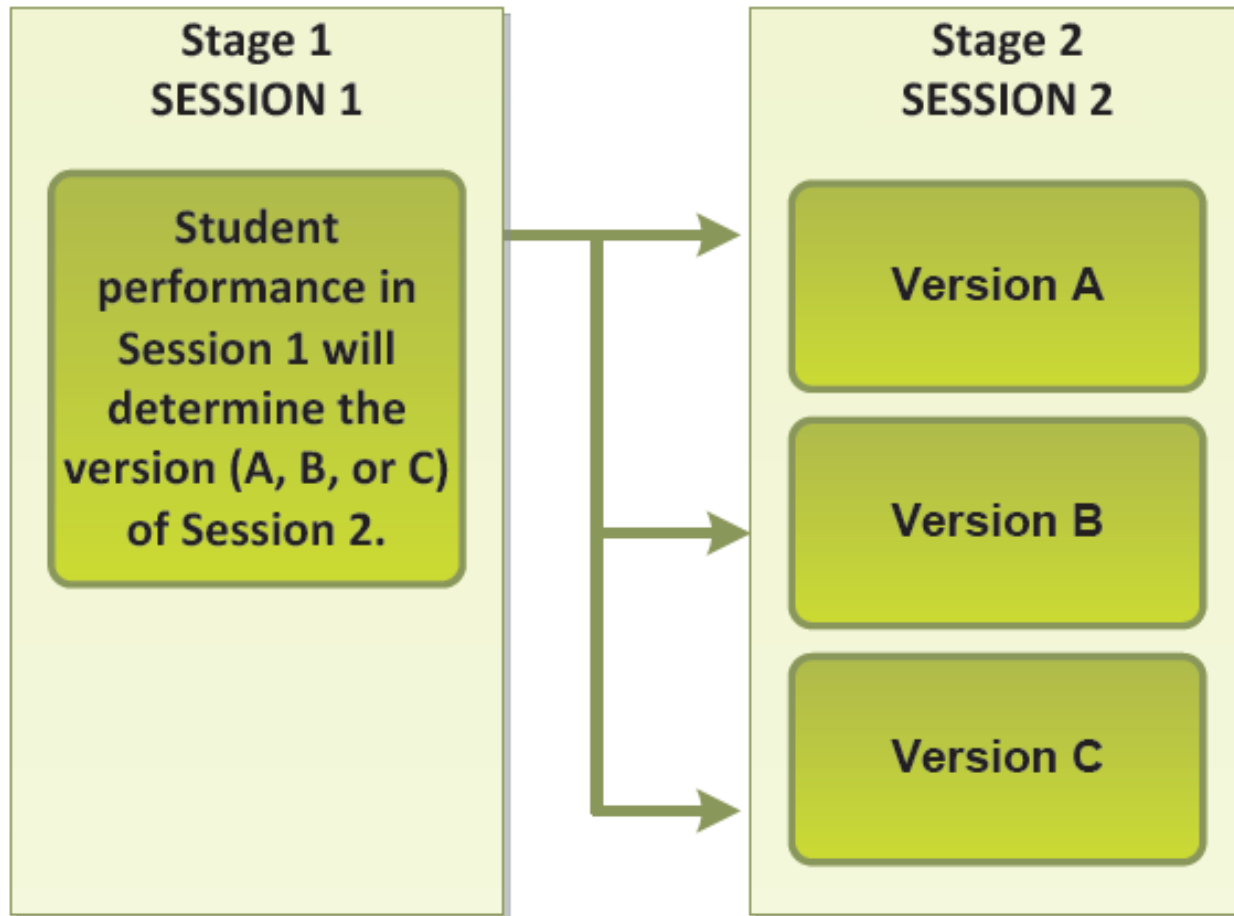 Stage 1
SESSION 1
Student
performance in
Session 1 will
determine the
version (A, B, or C)
of Session 2.
Stage 2
SESSION 2
Version A
Version B
Version C